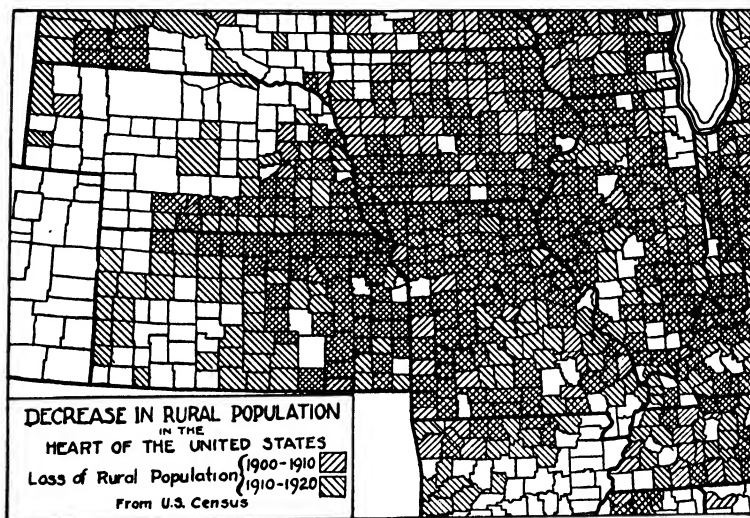 DECREASE IN RURAL POPULATION
IN THE
HEART OF THE UNITED STATES
Loss of Rural Population { 1900-1910
1910-1920
From U.S. Census